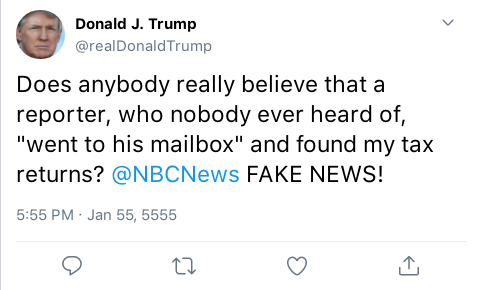 Donald J. Trump
@realDonaldTrump
Does anybody really believe that a
reporter, who nobody ever heard of,
"went to his mailbox" and found my tax
returns? @NBCNews FAKE NEWS!
5:55 PM · Jan 55, 5555